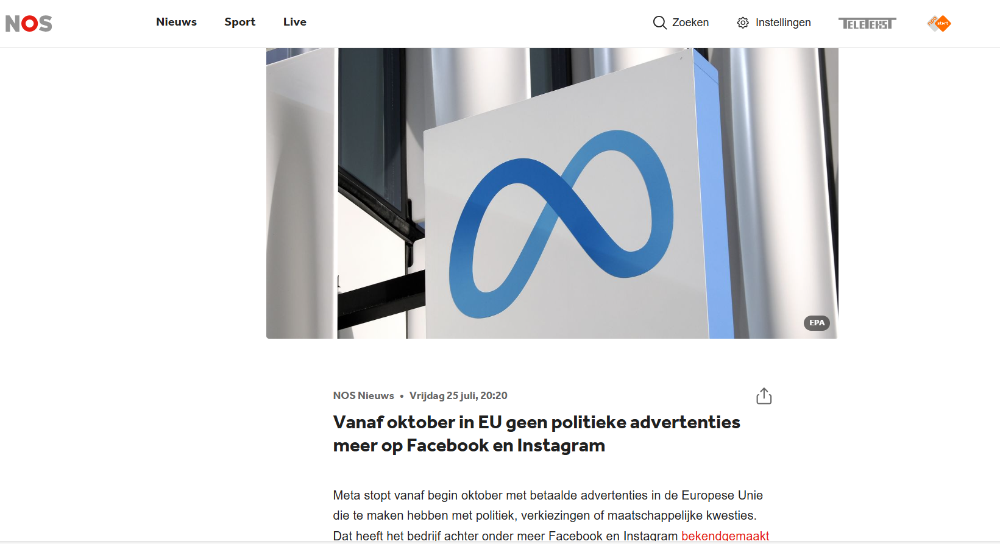 NOS
Nieuws
Sport
Live
Zoeken
Instellingen
TELETEKST
npo start
EPA
NOS Nieuws • Vrijdag 25 juli, 20:20
Vanaf oktober in EU geen politieke advertenties
meer op Facebook en Instagram
Meta stopt vanaf begin oktober met betaalde advertenties in de Europese Unie
die te maken hebben met politiek, verkiezingen of maatschappelijke kwesties.
Dat heeft het bedrijf achter onder meer Facebook en Instagram bekendgemaakt